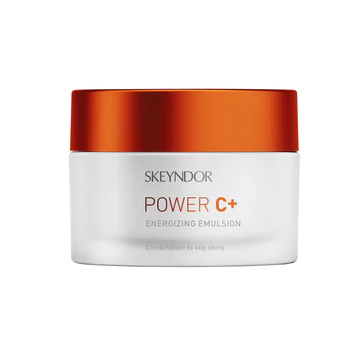 SKEYNDOR
POWER C+
ENERGIZING EMULSION
Combination to oily skins